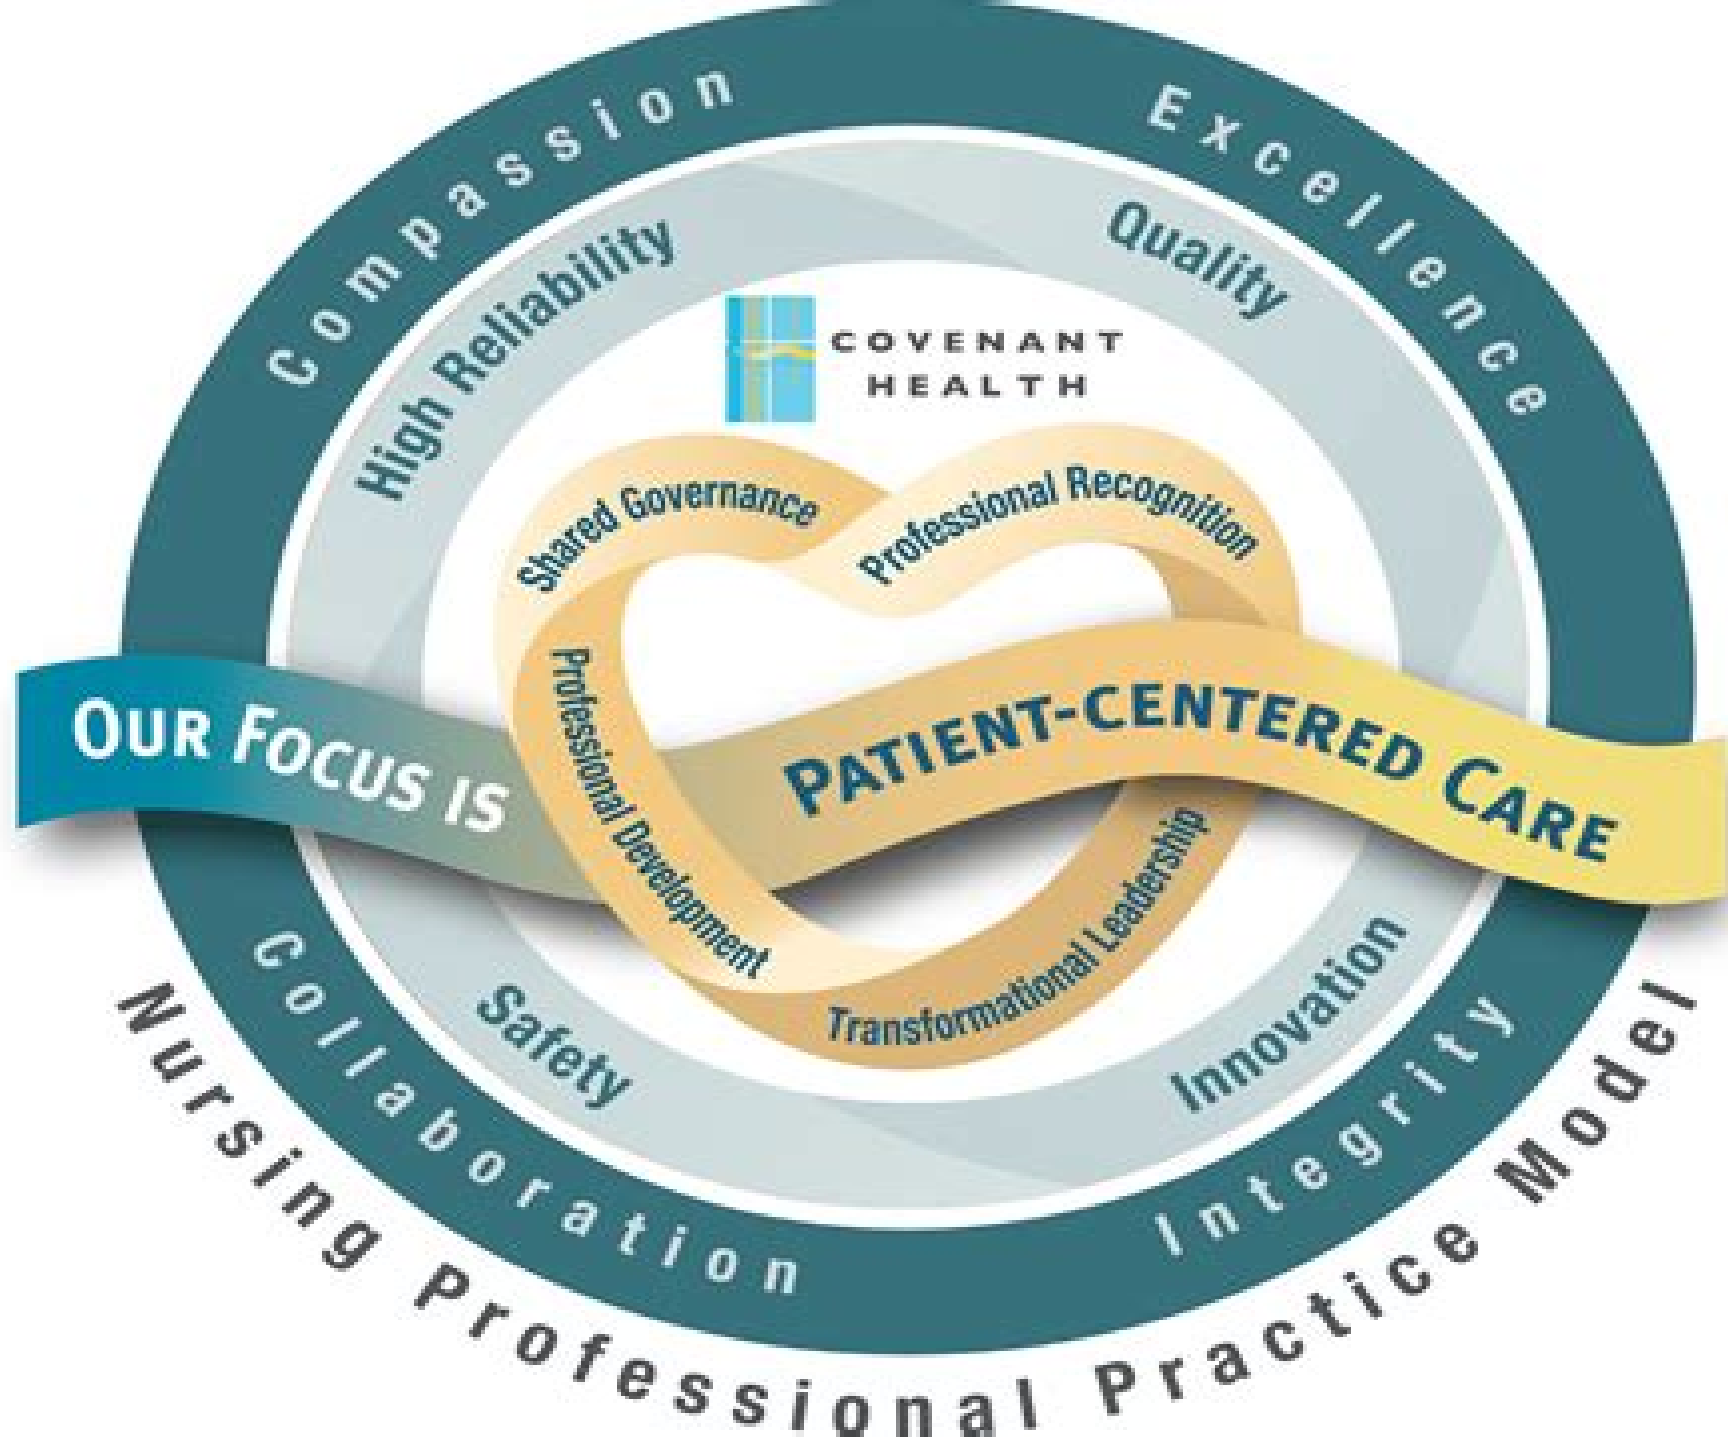 Compassion
Excellence
High Reliability
Quality
COVENANT
HEALTH
Shared Governance
Professional Recognition
OUR FOCUS IS
PATIENT-CENTERED CARE
Professional Development
Transformational Leadership
Safety
Innovation
Collaboration
Integrity
Nursing Professional Practice Model